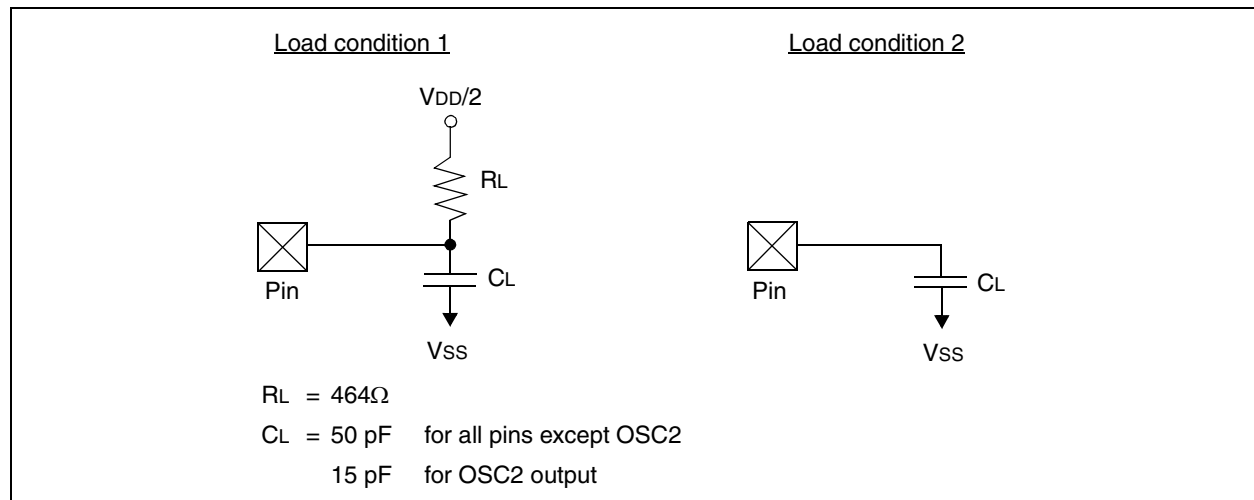 Load condition 1
Load condition 2
VDD/2
RL
Pin
CL
VSS
Pin
CL
VSS
RL = 464Ω
CL = 50 pF for all pins except OSC2
15 pF for OSC2 output